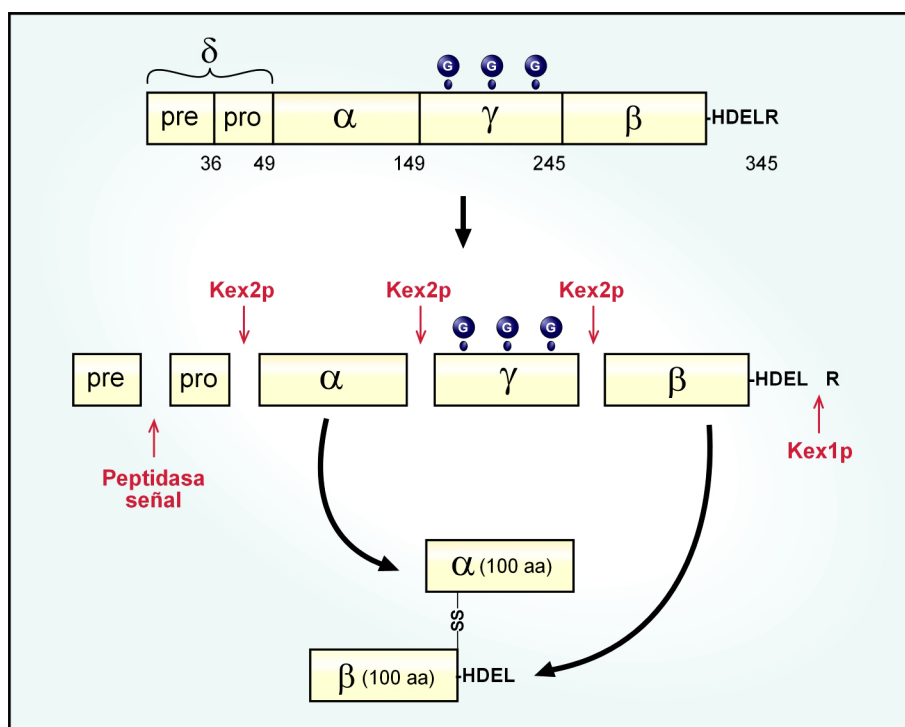 δ
G G G
pre pro α γ β -HDELR
36 49 149 245 345
Kex2p Kex2p Kex2p
G G G
pre pro α γ β -HDEL R
Peptidasa
señal
Kex1p
α (100 aa)
SS
β (100 aa) -HDEL